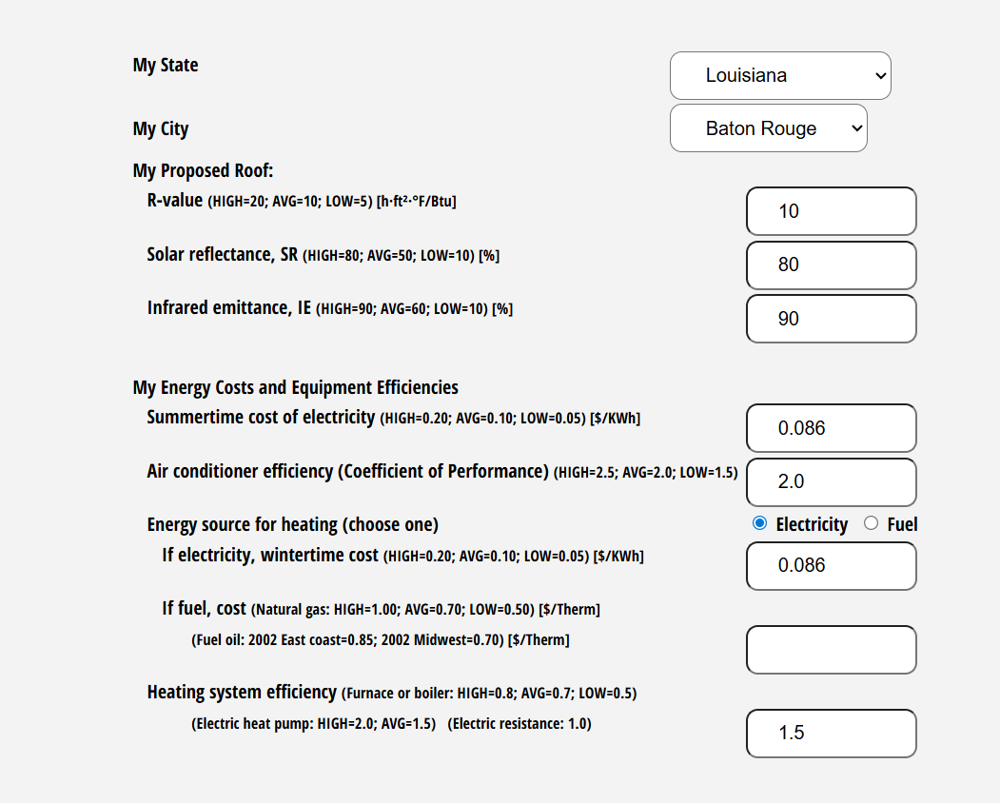 My State
Louisiana
My City
Baton Rouge
My Proposed Roof:
R-value (HIGH=20; AVG=10; LOW=5) [h·ft²·°F/Btu]
10
Solar reflectance, SR (HIGH=80; AVG=50; LOW=10) [%]
80
Infrared emittance, IE (HIGH=90; AVG=60; LOW=10) [%]
90
My Energy Costs and Equipment Efficiencies
Summertime cost of electricity (HIGH=0.20; AVG=0.10; LOW=0.05) [$/KWh]
0.086
Air conditioner efficiency (Coefficient of Performance) (HIGH=2.5; AVG=2.0; LOW=1.5)
2.0
Energy source for heating (choose one)
Electricity Fuel
If electricity, wintertime cost (HIGH=0.20; AVG=0.10; LOW=0.05) [$/KWh]
0.086
If fuel, cost (Natural gas: HIGH=1.00; AVG=0.70; LOW=0.50) [$/Therm]
(Fuel oil: 2002 East coast=0.85; 2002 Midwest=0.70) [$/Therm]
Heating system efficiency (Furnace or boiler: HIGH=0.8; AVG=0.7; LOW=0.5)
(Electric heat pump: HIGH=2.0; AVG=1.5) (Electric resistance: 1.0)
1.5